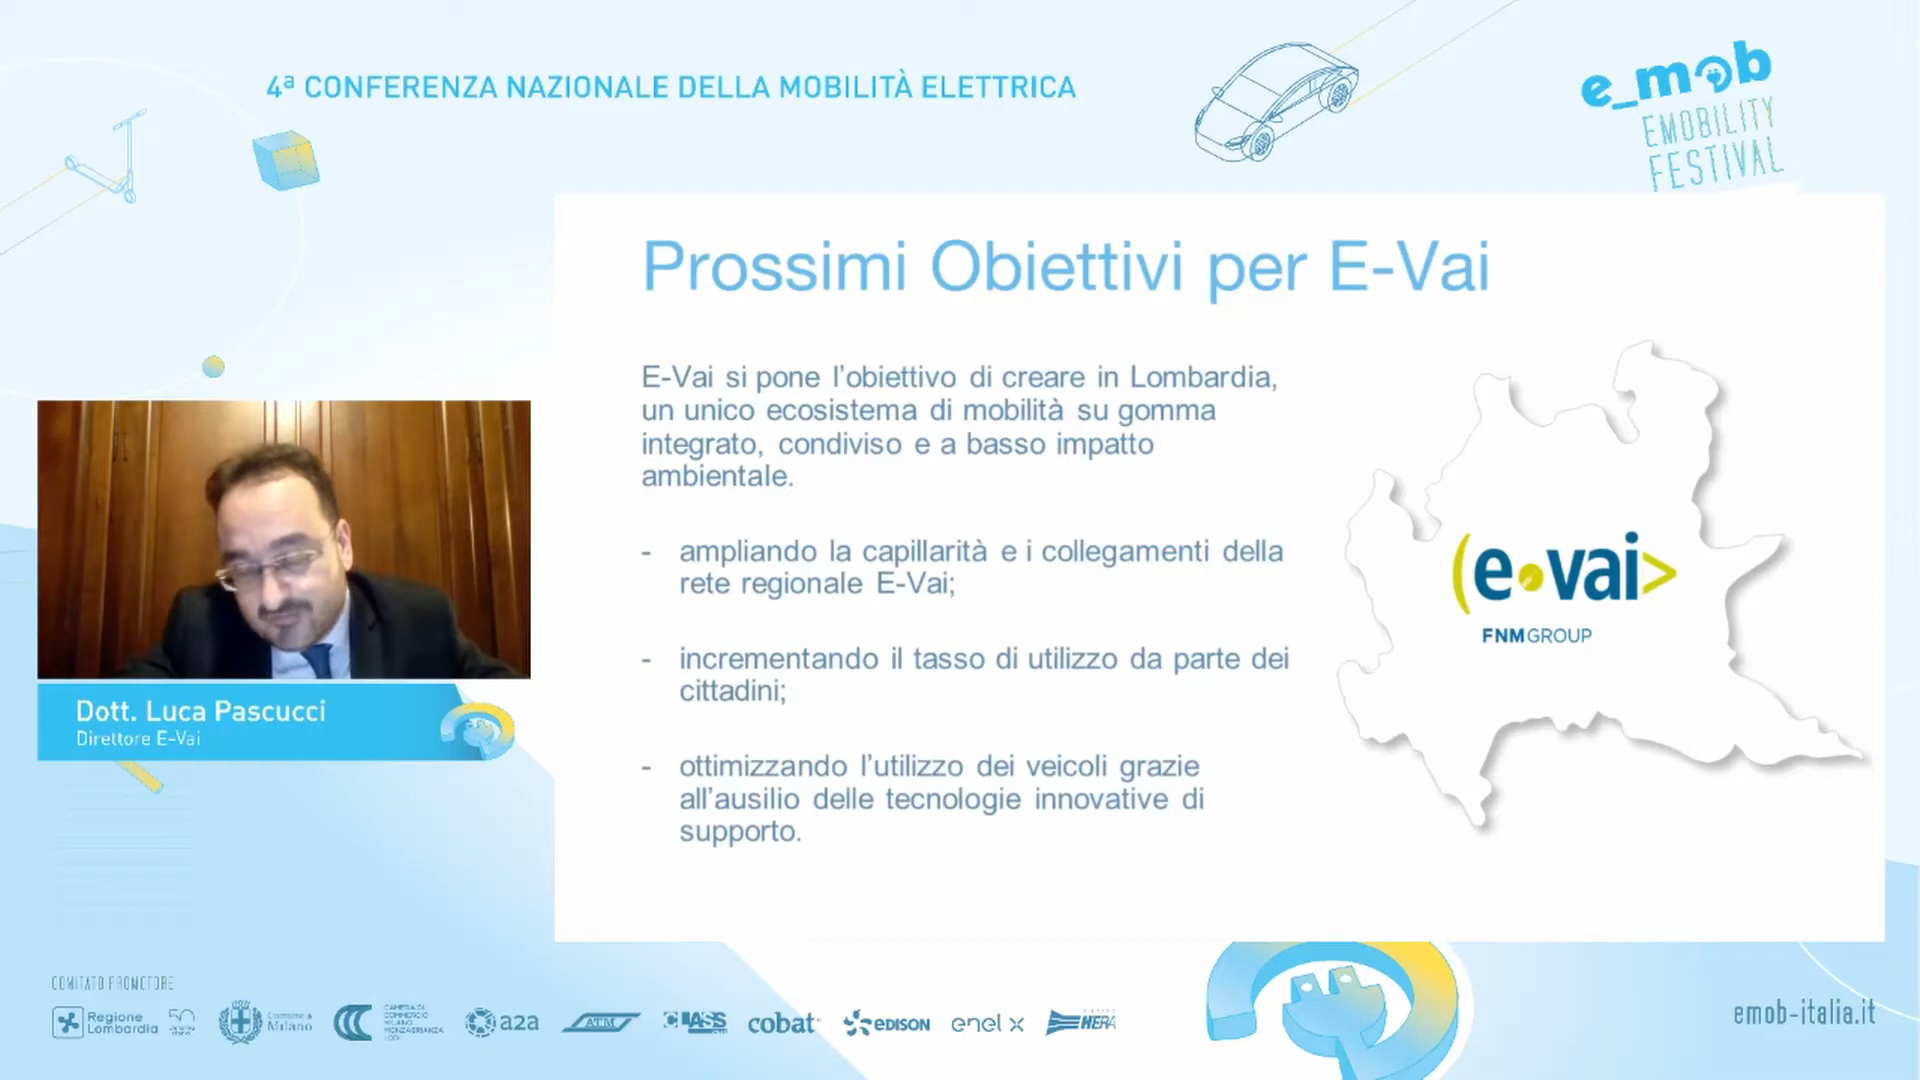 4ª CONFERENZA NAZIONALE DELLA MOBILITÀ ELETTRICA
e_mob
EMOBILITY
FESTIVAL
Prossimi Obiettivi per E-Vai
E-Vai si pone l'obiettivo di creare in Lombardia,
un unico ecosistema di mobilità su gomma
integrato, condiviso e a basso impatto
ambientale.
- ampliando la capillarità e i collegamenti della
rete regionale E-Vai;
- incrementando il tasso di utilizzo da parte dei
cittadini;
- ottimizzando l'utilizzo dei veicoli grazie
all'ausilio delle tecnologie innovative di
supporto.
(e•vai>
FNMGROUP
Dott. Luca Pascucci
Direttore E-Vai
COMITATO PROMOTORE
Regione
Lombardia
50
Comune di
Milano
CAMERA DI
COMMERCIO
MILANO
MONZABRIANZA
LODI
a2a
ATM
CLASS
cobat
EDISON
enel x
HERA
emob-italia.it